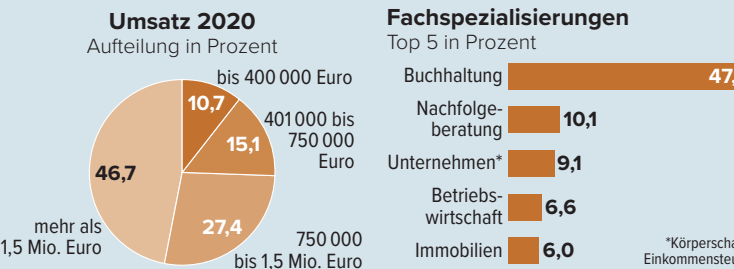 Umsatz 2020
Aufteilung in Prozent
bis 400 000 Euro
10,7
401 000 bis
750 000
Euro
15,1
750 000
bis 1,5 Mio. Euro
27,4
mehr als
1,5 Mio. Euro
46,7
Fachspezialisierungen
Top 5 in Prozent
Buchhaltung
47,
Nachfolge-
beratung
10,1
Unternehmen*
9,1
Betriebs-
wirtschaft
6,6
Immobilien
6,0